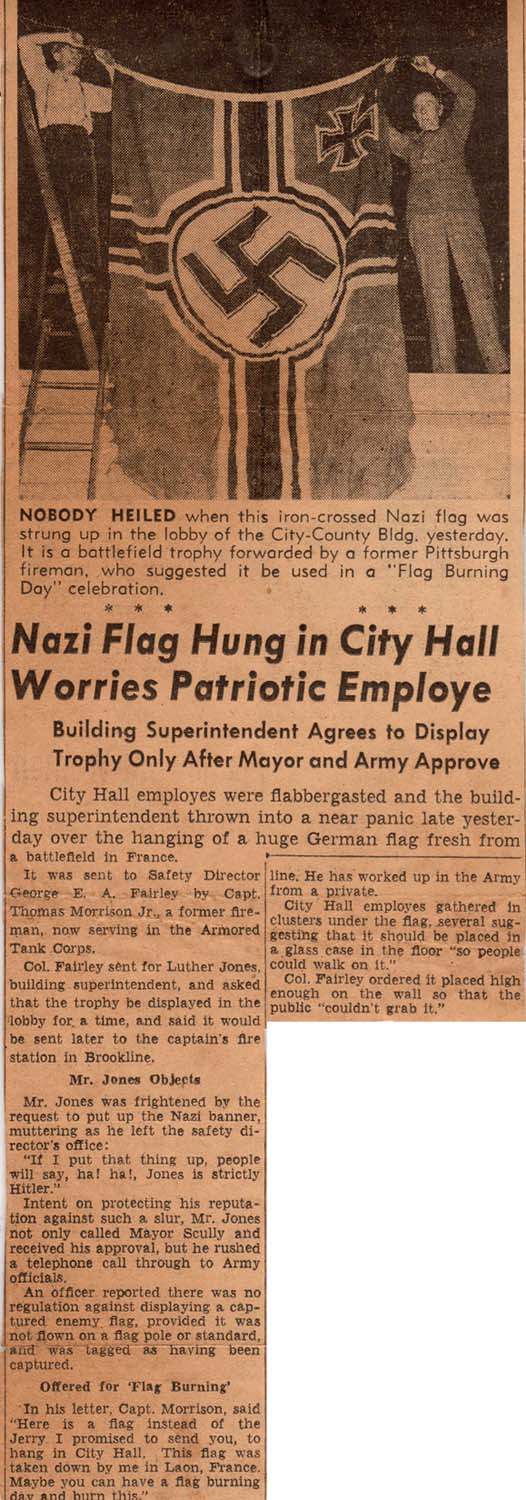 NOBODY HEILED when this iron-crossed Nazi flag was
strung up in the lobby of the City-County Bldg. yesterday.
It is a battlefield trophy forwarded by a former Pittsburgh
fireman, who suggested it be used in a "Flag Burning
Day" celebration.
* * * * * *
Nazi Flag Hung in City Hall
Worries Patriotic Employe
Building Superintendent Agrees to Display
Trophy Only After Mayor and Army Approve
City Hall employes were flabbergasted and the build-
ing superintendent thrown into a near panic late yester-
day over the hanging of a huge German flag fresh from
a battlefield in France.
It was sent to Safety Director
George E. A. Fairley by Capt.
Thomas Morrison Jr., a former fire-
man, now serving in the Armored
Tank Corps.
Col. Fairley sent for Luther Jones,
building superintendent, and asked
that the trophy be displayed in the
lobby for a time, and said it would
be sent later to the captain's fire
station in Brookline.
Mr. Jones Objects
Mr. Jones was frightened by the
request to put up the Nazi banner,
muttering as he left the safety di-
rector's office:
"If I put that thing up, people
will say, ha! ha!, Jones is strictly
Hitler."
Intent on protecting his reputa-
tion against such a slur, Mr. Jones
not only called Mayor Scully and
received his approval, but he rushed
a telephone call through to Army
officials.
An officer reported there was no
regulation against displaying a cap-
tured enemy flag, provided it was
not flown on a flag pole or standard,
and was tagged as having been
captured.
Offered for 'Flag Burning'
In his letter, Capt. Morrison, said
"Here is a flag instead of the
Jerry I promised to send you, to
hang in City Hall. This flag was
taken down by me in Laon, France.
Maybe you can have a flag burning
day and burn this."
line. He has worked up in the Army
from a private.
City Hall employes gathered in
clusters under the flag, several sug-
gesting that it should be placed in
a glass case in the floor "so people
could walk on it."
Col. Fairley ordered it placed high
enough on the wall so that the
public "couldn't grab it."